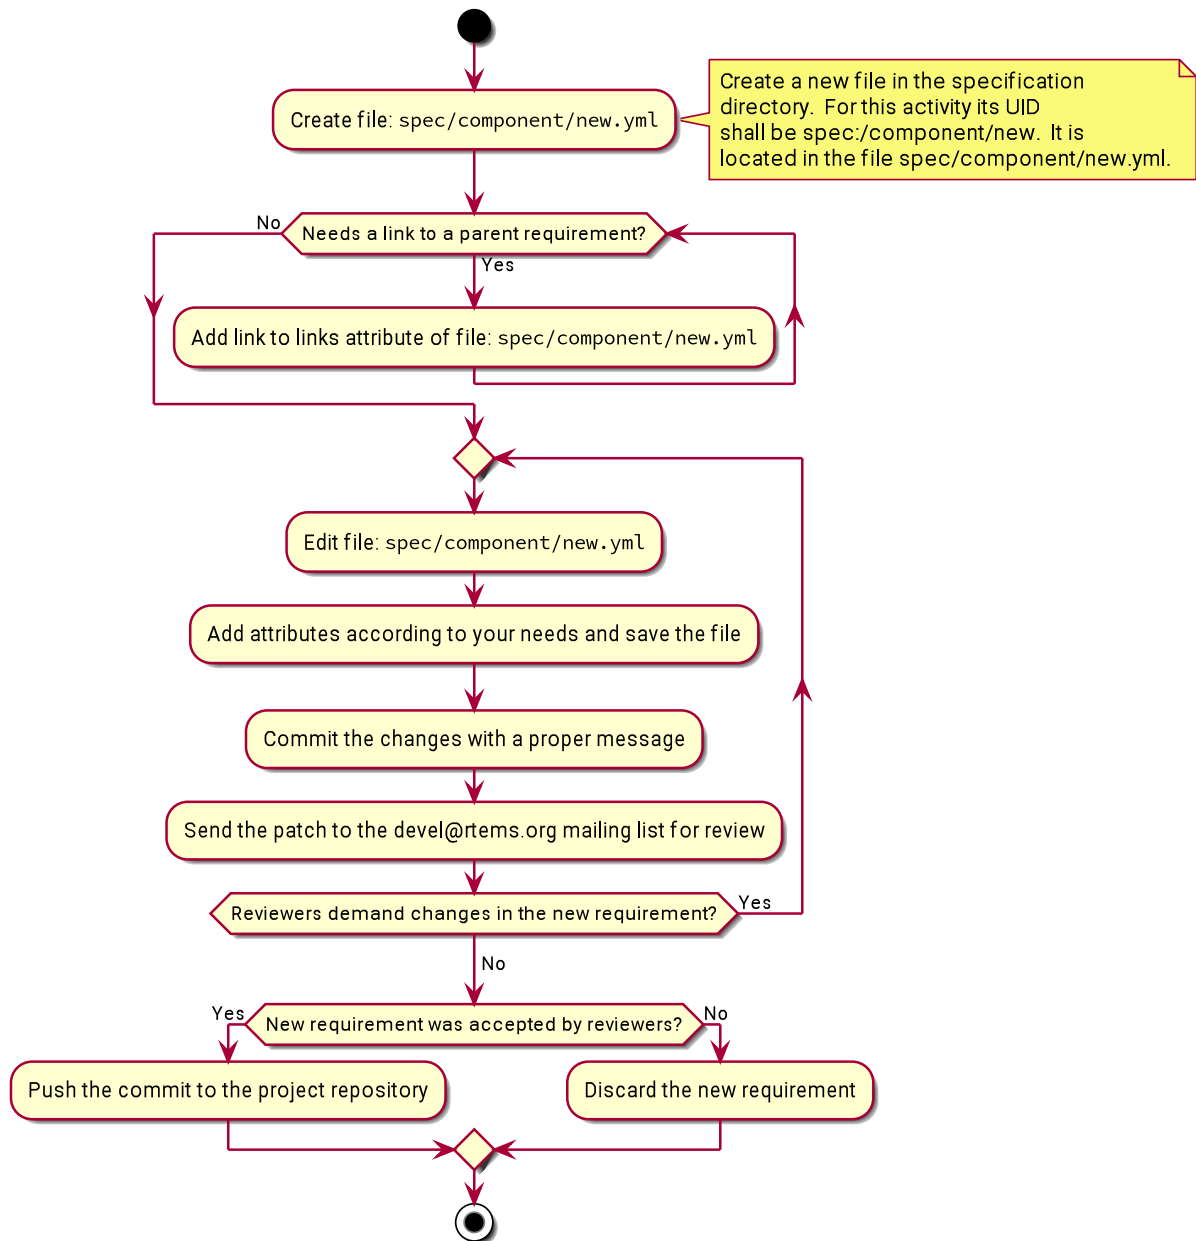 Create file: spec/component/new.yml
Create a new file in the specification
directory.  For this activity its UID
shall be spec:/component/new.  It is
located in the file spec/component/new.yml.
No
Needs a link to a parent requirement?
Yes
Add link to links attribute of file: spec/component/new.yml
Edit file: spec/component/new.yml
Add attributes according to your needs and save the file
Commit the changes with a proper message
Send the patch to the devel@rtems.org mailing list for review
Reviewers demand changes in the new requirement?
Yes
No
Yes
New requirement was accepted by reviewers?
No
Push the commit to the project repository
Discard the new requirement